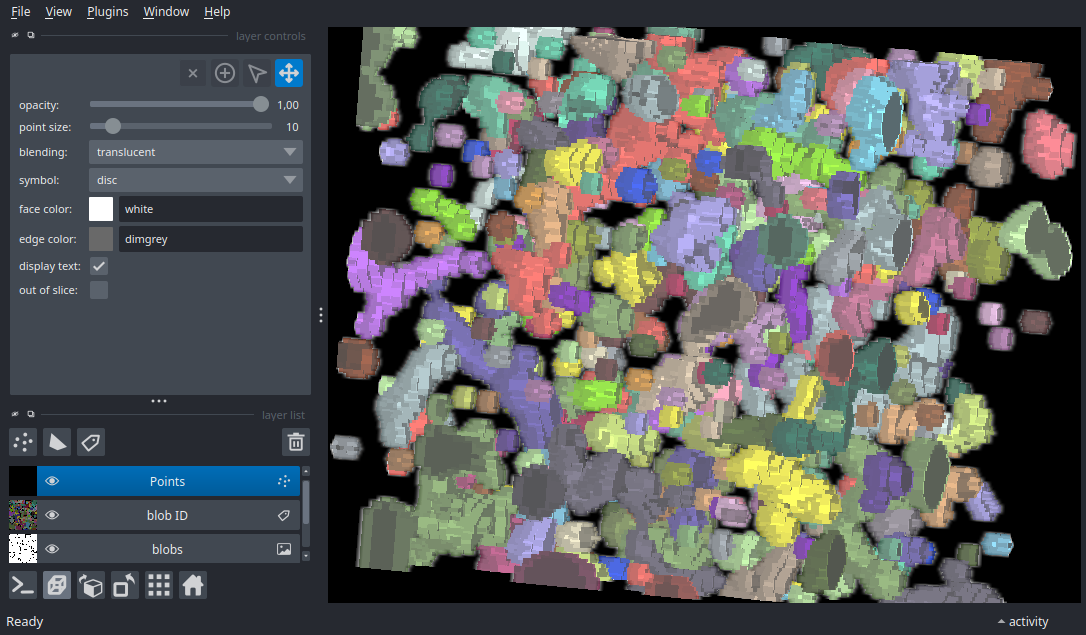 File View Plugins Window Help
layer controls
opacity: 1,00
point size: 10
blending: translucent
symbol: disc
face color: white
edge color: dimgrey
display text:
out of slice:
layer list
Points
blob ID
blobs
Ready
activity